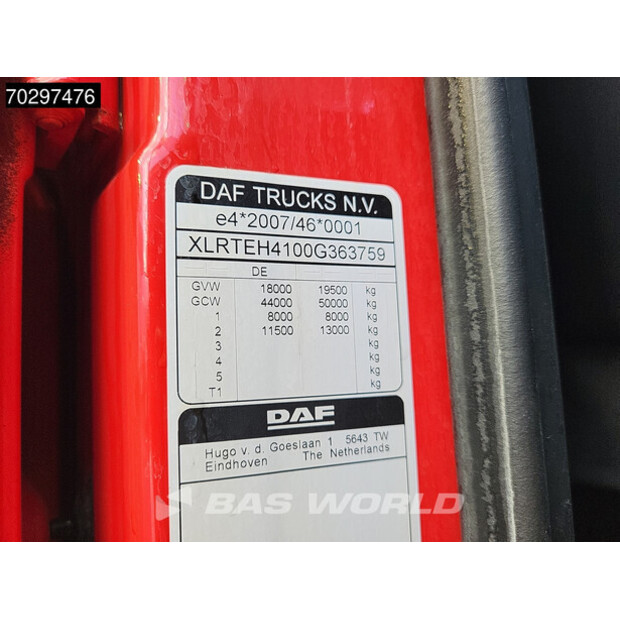 70297476
DAF TRUCKS N.V.
e4*2007/46*0001
XLRTEH4100G363759
DE
GVW 18000 19500 kg
GCW 44000 50000 kg
1 8000 8000 kg
2 11500 13000 kg
3 kg
4 kg
5 kg
T1 kg
DAF
Hugo v. d. Goeslaan 1 5643 TW
Eindhoven The Netherlands
BAS WORLD